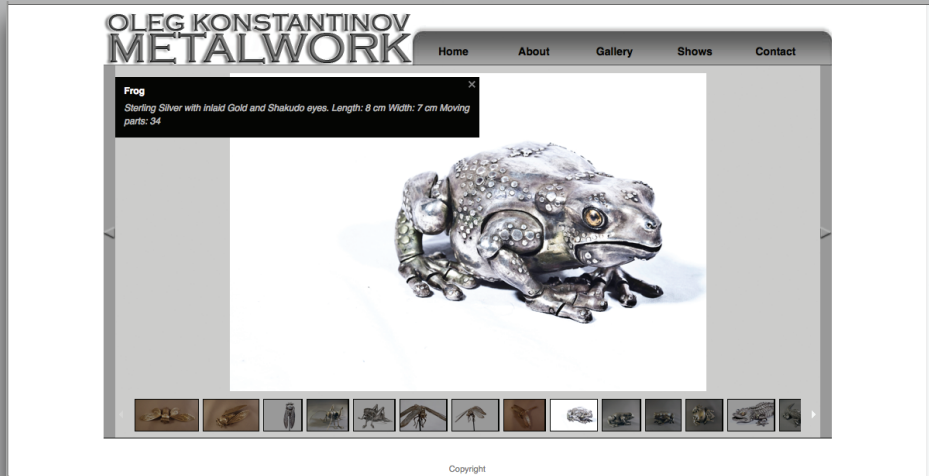 OLEG KONSTANTINOV
METALWORK
Home About Gallery Shows Contact
Frog
Sterling Silver with inlaid Gold and Shakudo eyes. Length: 8 cm Width: 7 cm Moving
parts: 34
Copyright